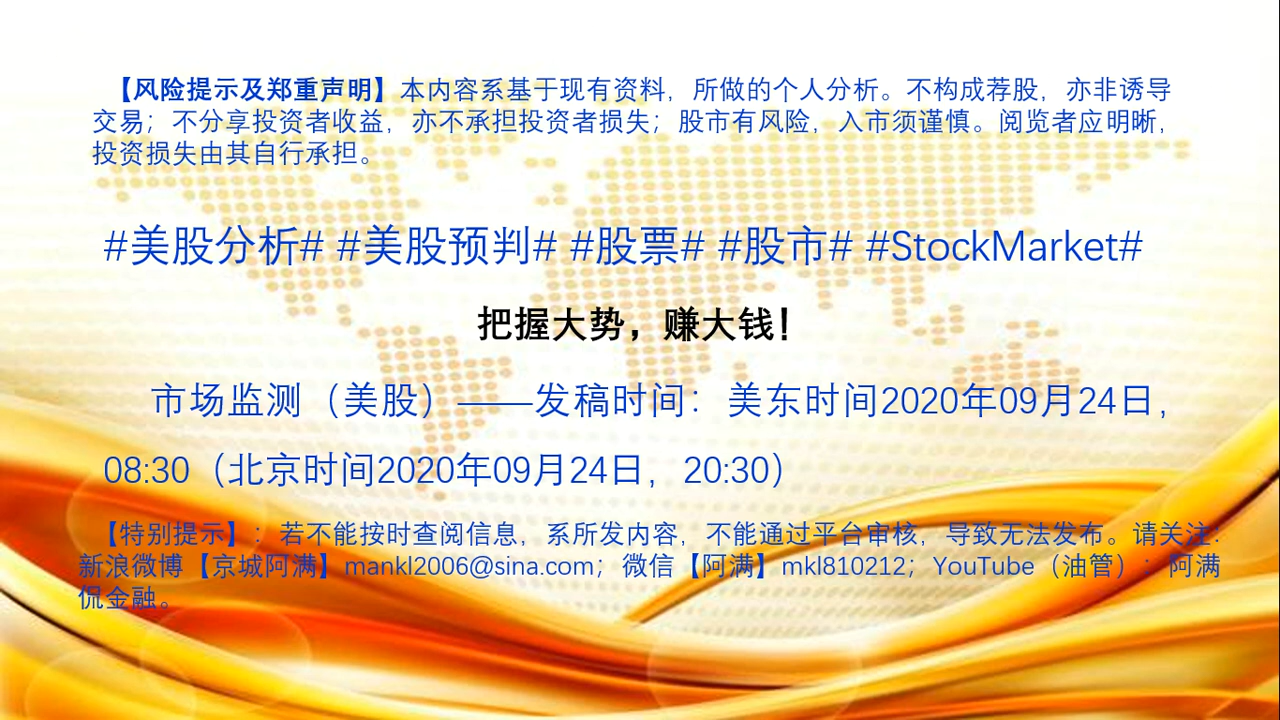 【风险提示及郑重声明】本内容系基于现有资料，所做的个人分析。不构成荐股，亦非诱导
交易；不分享投资者收益，亦不承担投资者损失；股市有风险，入市须谨慎。阅览者应明晰，
投资损失由其自行承担。
#美股分析# #美股预判# #股票# #股市# #StockMarket#
把握大势，赚大钱！
市场监测（美股）——发稿时间：美东时间2020年09月24日，
08:30（北京时间2020年09月24日，20:30）
【特别提示】：若不能按时查阅信息，系所发内容，不能通过平台审核，导致无法发布。请关注：
新浪微博【京城阿满】mankl2006@sina.com；微信【阿满】mkl810212；YouTube（油管）：阿满
侃金融。